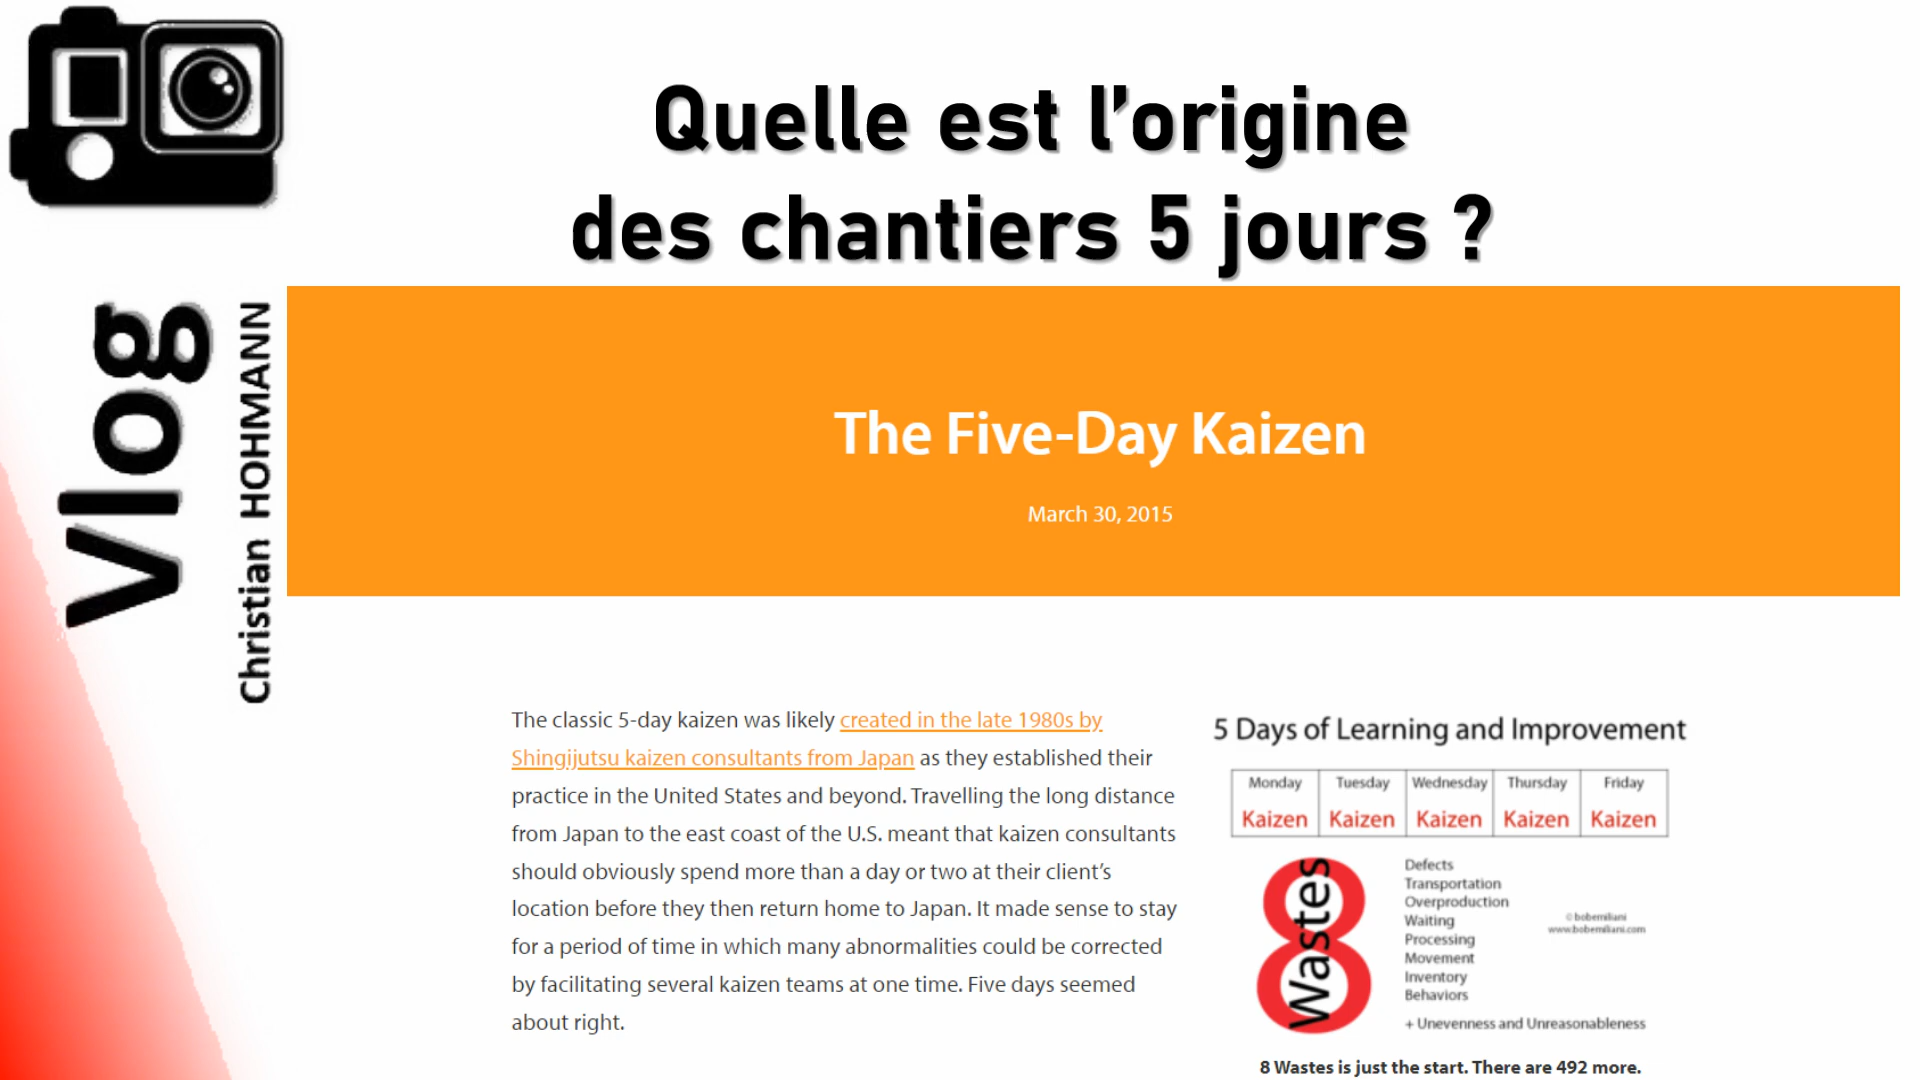 Quelle est l'origine
des chantiers 5 jours ?
Vlog
Christian HOHMANN
The Five-Day Kaizen
March 30, 2015
The classic 5-day kaizen was likely created in the late 1980s by
Shingijutsu kaizen consultants from Japan as they established their
practice in the United States and beyond. Travelling the long distance
from Japan to the east coast of the U.S. meant that kaizen consultants
should obviously spend more than a day or two at their client's
location before they then return home to Japan. It made sense to stay
for a period of time in which many abnormalities could be corrected
by facilitating several kaizen teams at one time. Five days seemed
about right.
5 Days of Learning and Improvement
Monday Tuesday Wednesday Thursday Friday
Kaizen Kaizen Kaizen Kaizen Kaizen
8 Wastes
Defects
Transportation
Overproduction
Waiting
Processing
Movement
Inventory
Behaviors
+ Unevenness and Unreasonableness
© bobemiliani
www.bobemiliani.com
8 Wastes is just the start. There are 492 more.